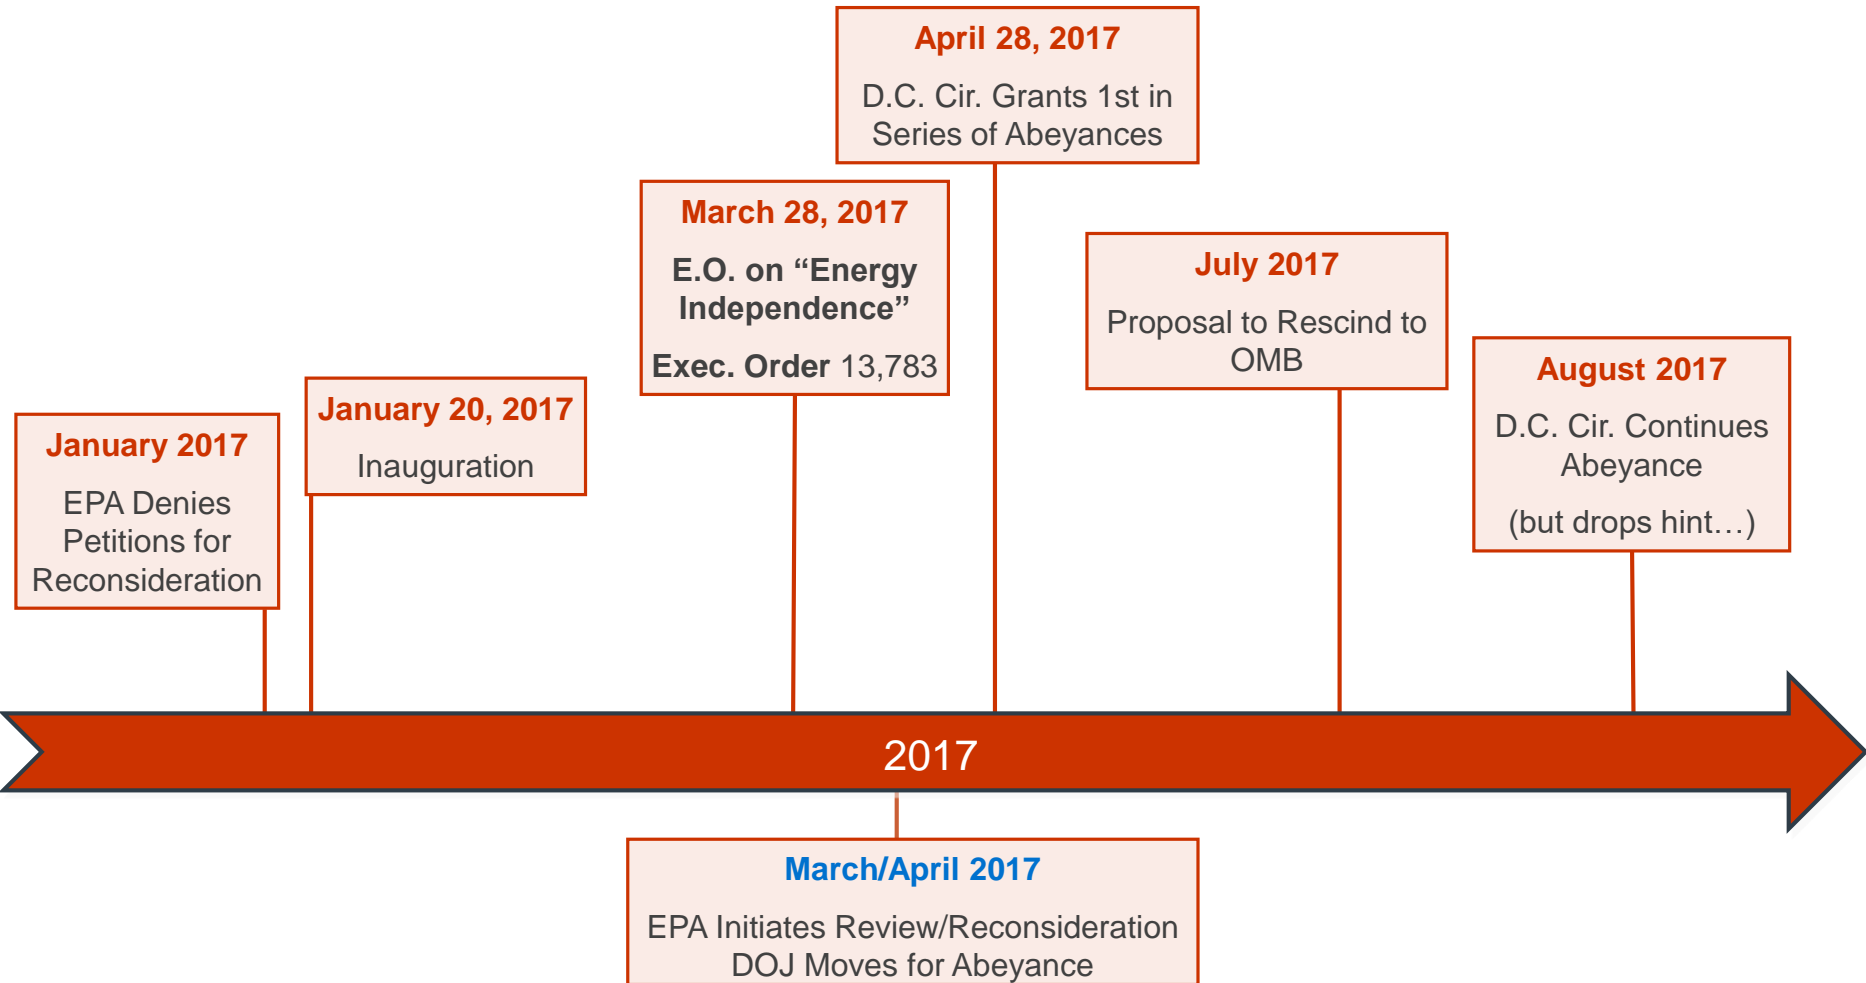 January 2017
EPA Denies
Petitions for
Reconsideration
January 20, 2017
Inauguration
March 28, 2017
E.O. on “Energy
Independence”
Exec. Order 13,783
April 28, 2017
D.C. Cir. Grants 1st in
Series of Abeyances
July 2017
Proposal to Rescind to
OMB
August 2017
D.C. Cir. Continues
Abeyance
(but drops hint…)
2017
March/April 2017
EPA Initiates Review/Reconsideration
DOJ Moves for Abeyance